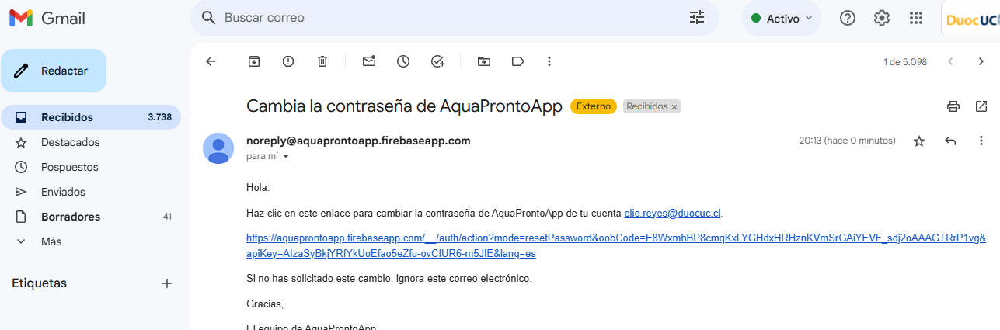 Gmail
Buscar correo
Activo
DuocUC
Redactar
1 de 5.098
Recibidos 3.738
Destacados
Pospuestos
Enviados
Borradores 41
Más
Etiquetas
Cambia la contraseña de AquaProntoApp Externo Recibidos ×
noreply@aquaprontoapp.firebaseapp.com 20:13 (hace 0 minutos)
para mí
Hola:
Haz clic en este enlace para cambiar la contraseña de AquaProntoApp de tu cuenta elie.reyes@duocuc.cl.
https://aquaprontoapp.firebaseapp.com/__/auth/action?mode=resetPassword&oobCode=E8WxmhBP8cmqKxLYGHdxHRHznKVmSrGAiYEVF_sdj2oAAAGTRrP1vg&
apiKey=AIzaSyBkjYRfYkUoEfao5eZfu-ovCIUR6-m5JIE&lang=es
Si no has solicitado este cambio, ignora este correo electrónico.
Gracias,
El equipo de AquaProntoApp